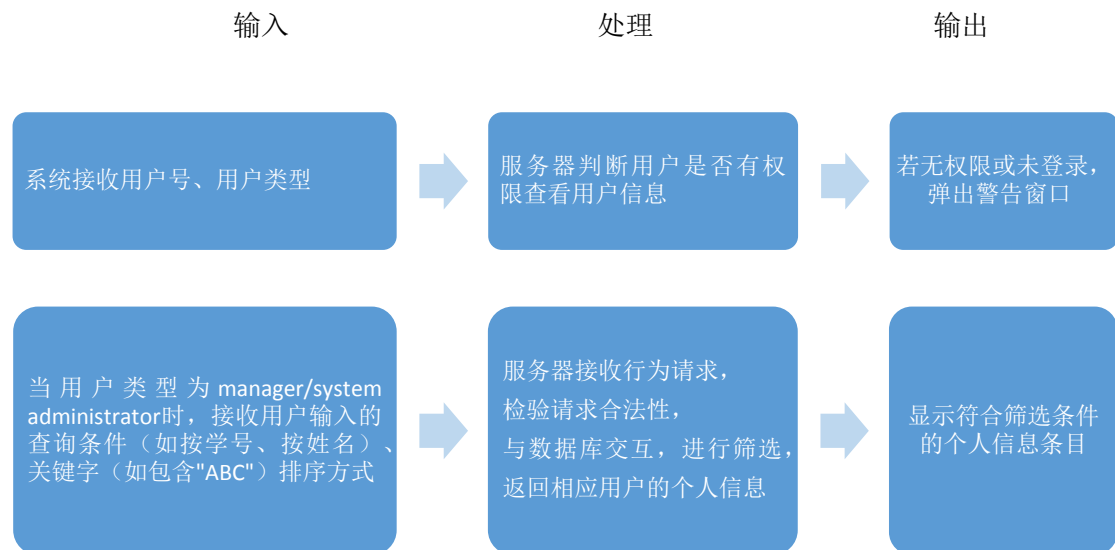 输入
处理
输出
系统接收用户号、用户类型
服务器判断用户是否有权
限查看用户信息
若无权限或未登录，
弹出警告窗口
当用户类型为manager/system
administrator时，接收用户输入的
查询条件（如按学号、按姓名）、
关键字（如包含"ABC"）排序方式
服务器接收行为请求，
检验请求合法性，
与数据库交互，进行筛选，
返回相应用户的个人信息
显示符合筛选条件
的个人信息条目